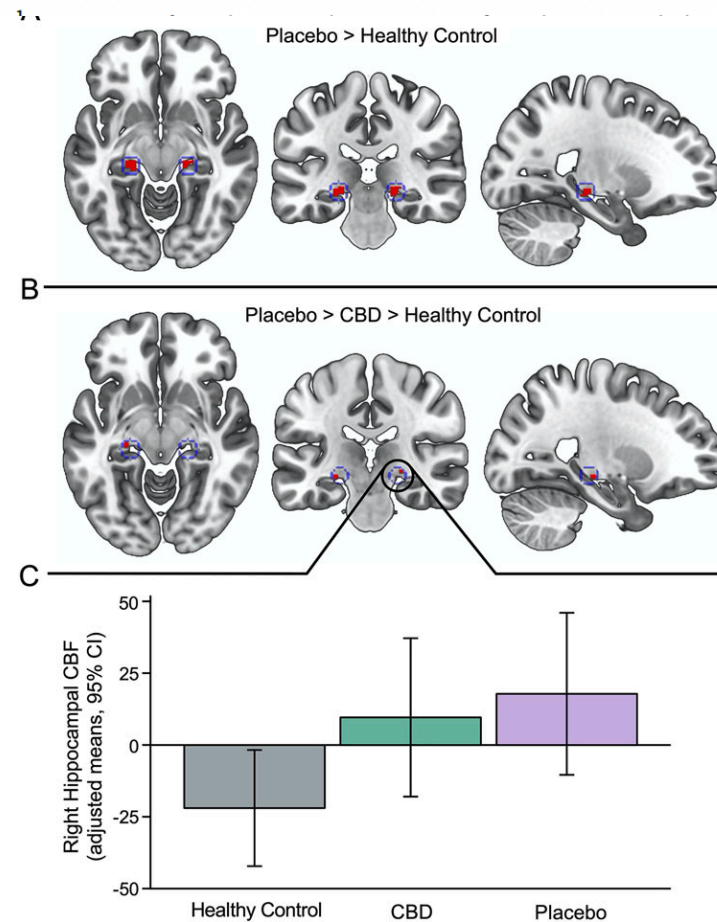 Placebo > Healthy Control
B
Placebo > CBD > Healthy Control
C
Right Hippocampal CBF
(adjusted means, 95% CI)
50
25
0
-25
-50
Healthy Control
CBD
Placebo